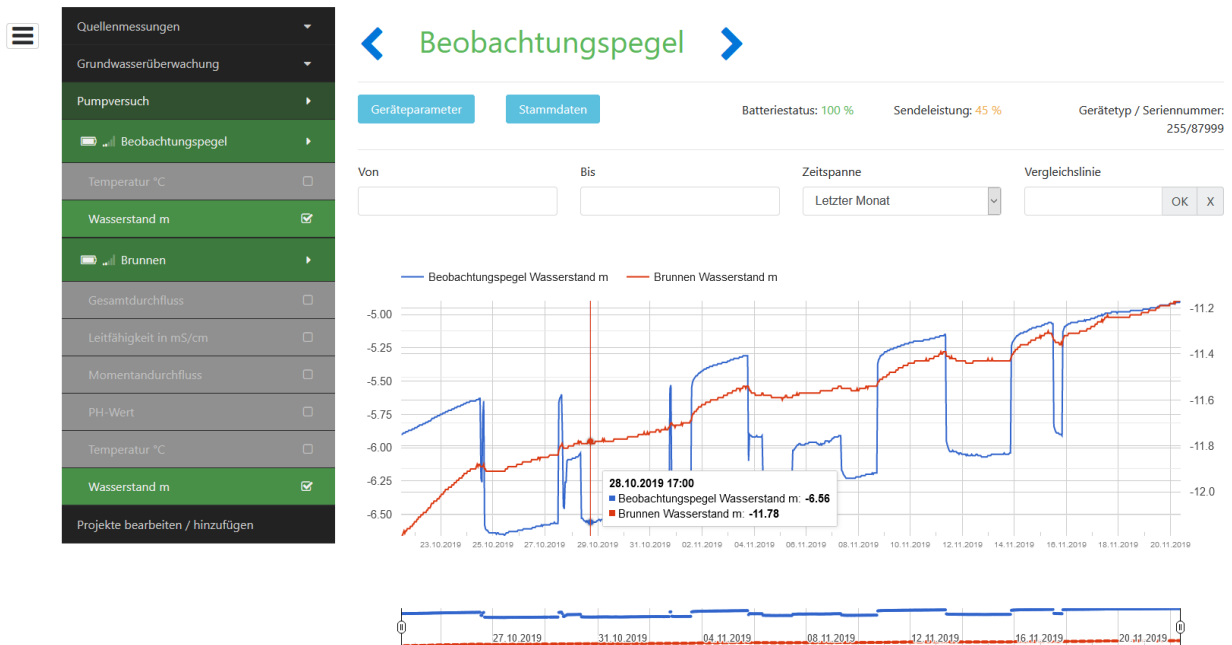 Quellenmessungen
Grundwasserüberwachung
Pumpversuch
Beobachtungspegel
Temperatur °C
Wasserstand m
Brunnen
Gesamtdurchfluss
Leitfähigkeit in mS/cm
Momentandurchfluss
PH-Wert
Temperatur °C
Wasserstand m
Projekte bearbeiten / hinzufügen
Beobachtungspegel
Geräteparameter Stammdaten Batteriestatus: 100 % Sendeleistung: 45 % Gerätetyp / Seriennummer:
255/87999
Von Bis Zeitspanne Vergleichslinie
Letzter Monat OK X
Beobachtungspegel Wasserstand m Brunnen Wasserstand m
-5.00 -11.2
-5.25 -11.4
-5.50
-11.6
-5.75
-6.00 -11.8
-6.25
-12.0
-6.50
28.10.2019 17:00
Beobachtungspegel Wasserstand m: -6.56
Brunnen Wasserstand m: -11.78
23.10.2019 25.10.2019 27.10.2019 29.10.2019 31.10.2019 02.11.2019 04.11.2019 06.11.2019 08.11.2019 10.11.2019 12.11.2019 14.11.2019 16.11.2019 18.11.2019 20.11.2019
27.10.2019 31.10.2019 04.11.2019 08.11.2019 12.11.2019 16.11.2019 20.11.2019